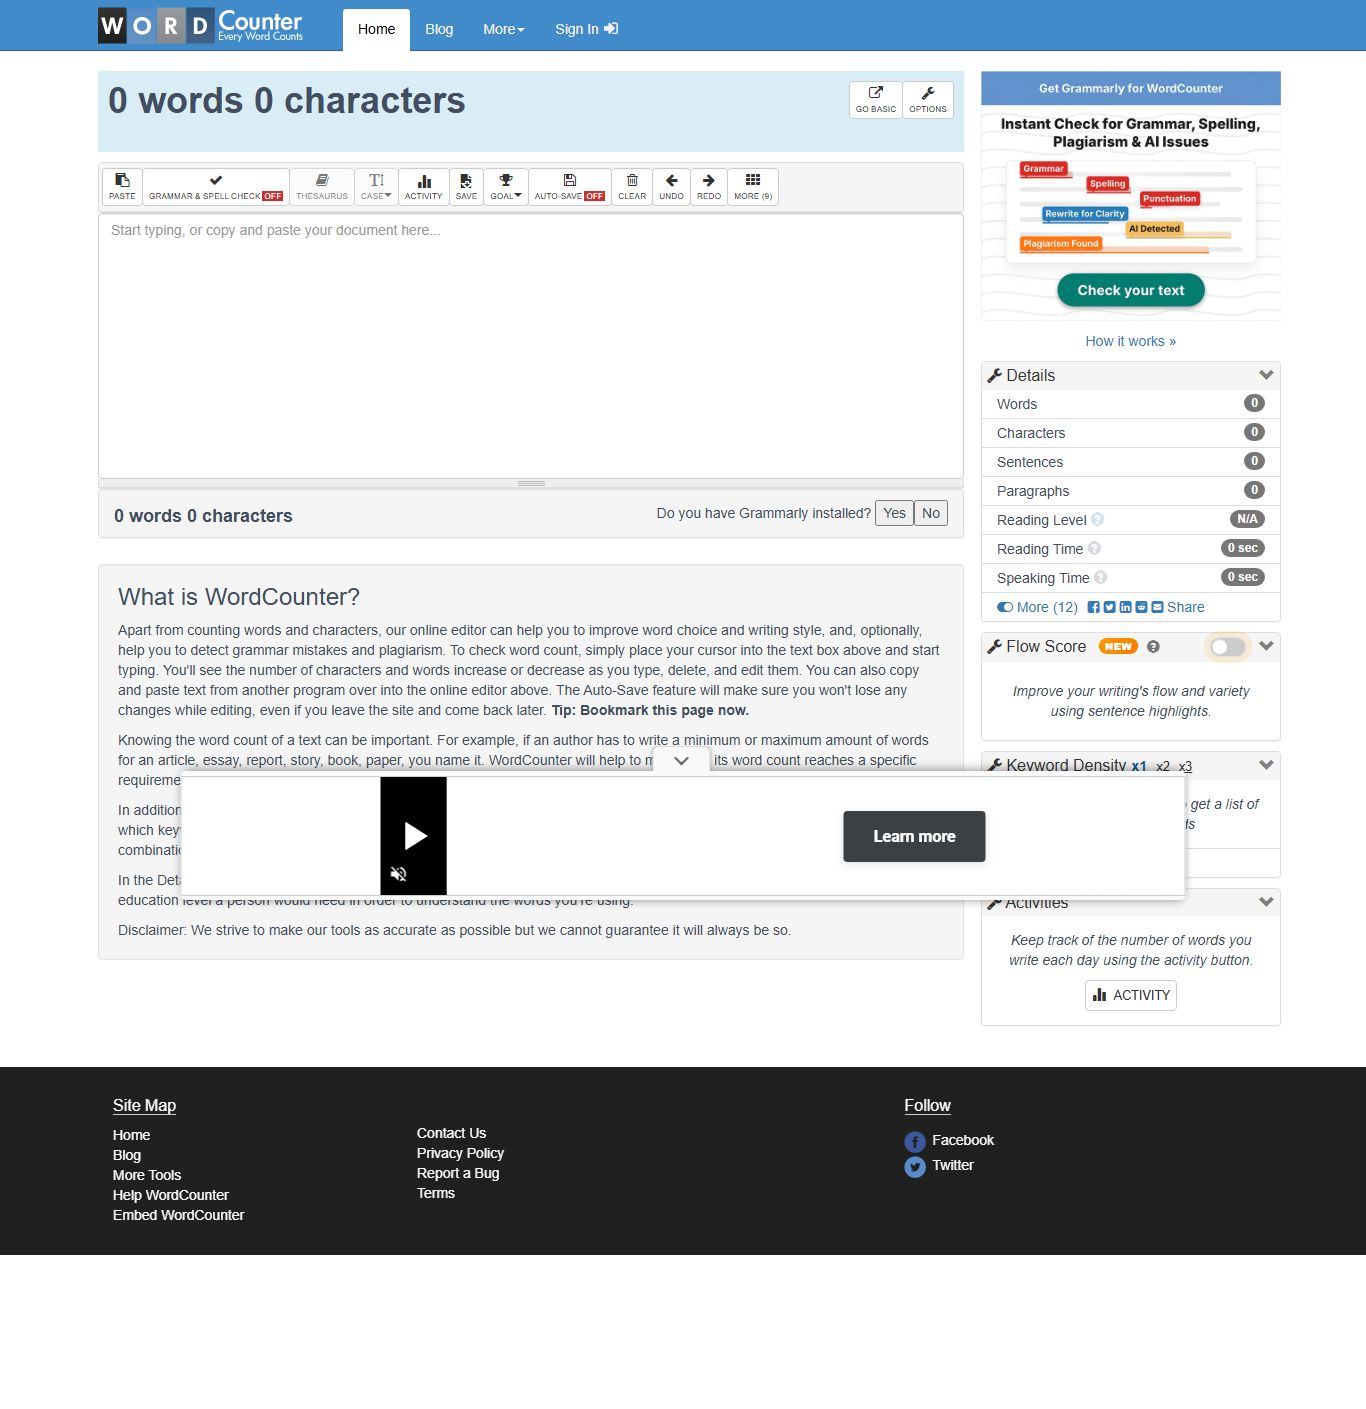 WORD Counter
Every Word Counts
Home
Blog
More
Sign In
0 words 0 characters
GO BASIC
OPTIONS
PASTE
GRAMMAR & SPELL CHECK OFF
THESAURUS
CASE
ACTIVITY
SAVE
GOAL
AUTO-SAVE OFF
CLEAR
UNDO
REDO
MORE (9)
Start typing, or copy and paste your document here...
0 words 0 characters
Do you have Grammarly installed? Yes No
What is WordCounter?
Apart from counting words and characters, our online editor can help you to improve word choice and writing style, and, optionally,
help you to detect grammar mistakes and plagiarism. To check word count, simply place your cursor into the text box above and start
typing. You'll see the number of characters and words increase or decrease as you type, delete, and edit them. You can also copy
and paste text from another program over into the online editor above. The Auto-Save feature will make sure you won't lose any
changes while editing, even if you leave the site and come back later. Tip: Bookmark this page now.
Knowing the word count of a text can be important. For example, if an author has to write a minimum or maximum amount of words
for an article, essay, report, story, book, paper, you name it. WordCounter will help to its word count reaches a specific
In addition
which
In the
education level a person would need in order to understand the words you're using.
Disclaimer: We strive to make our tools as accurate as possible but we cannot guarantee it will always be so.
Learn more
Get Grammarly for WordCounter
Instant Check for Grammar, Spelling,
Plagiarism & AI Issues
Grammar
Spelling
Punctuation
Rewrite for Clarity
AI Detected
Plagiarism Found
Check your text
How it works »
Details
Words 0
Characters 0
Sentences 0
Paragraphs 0
Reading Level ? N/A
Reading Time ? 0 sec
Speaking Time ? 0 sec
More (12) Share
Flow Score NEW ?
Improve your writing's flow and variety
using sentence highlights.
Keyword Density x1 x2 x3
get a list of
Activities
Keep track of the number of words you
write each day using the activity button.
ACTIVITY
Site Map
Home
Blog
More Tools
Help WordCounter
Embed WordCounter
Contact Us
Privacy Policy
Report a Bug
Terms
Follow
Facebook
Twitter